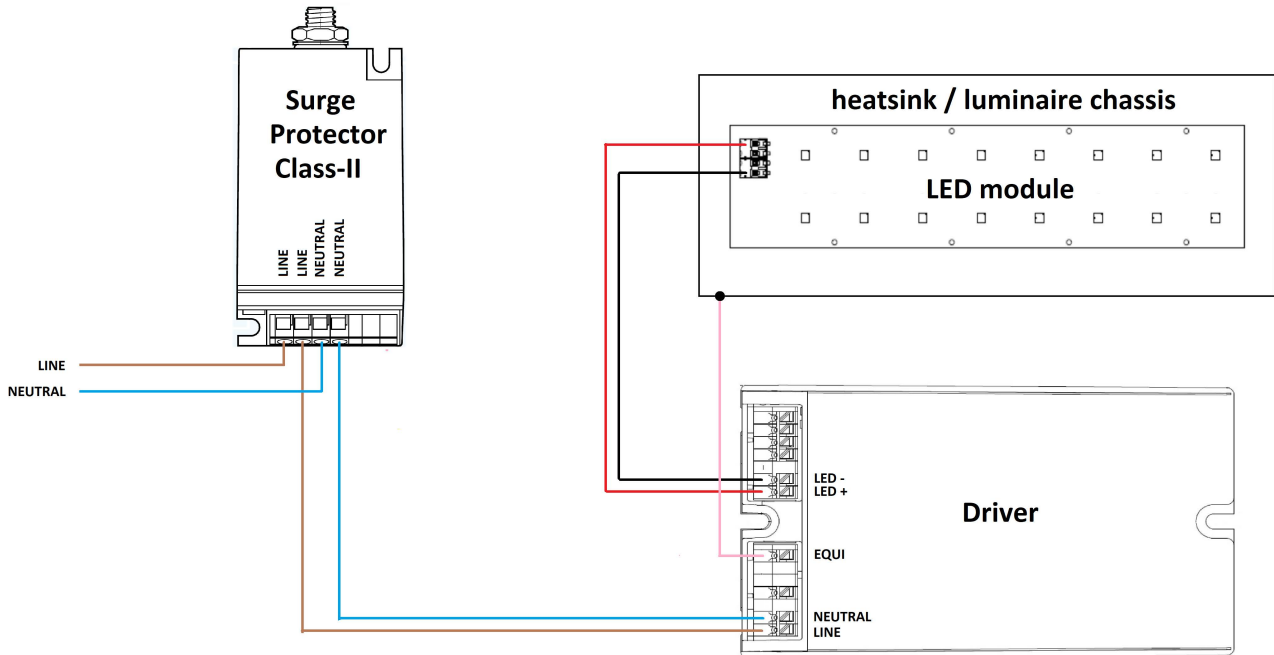 Surge
Protector
Class-II
LINE
LINE
NEUTRAL
NEUTRAL
LINE
NEUTRAL
heatsink / luminaire chassis
LED module
LED -
LED +
Driver
EQUI
NEUTRAL
LINE